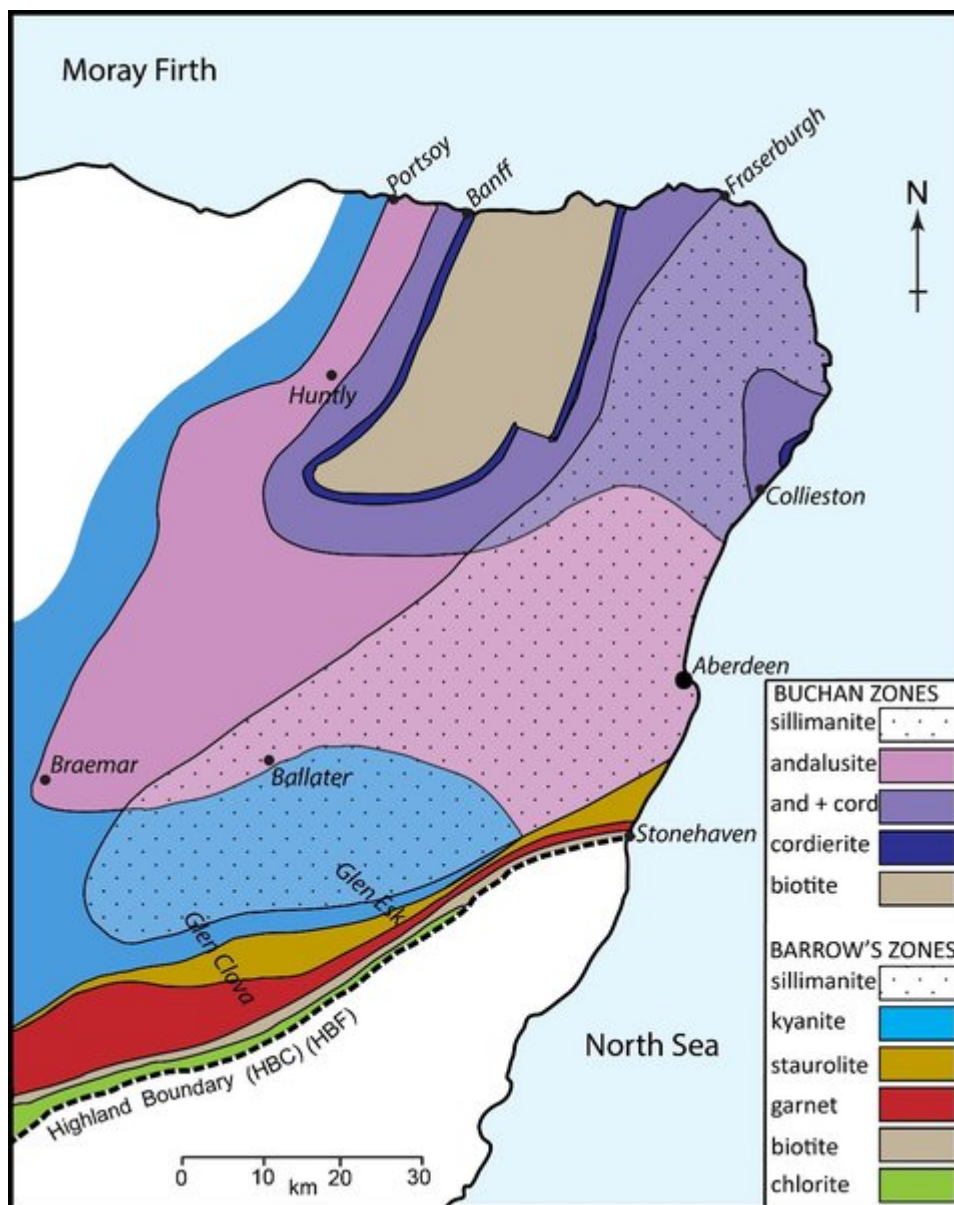 Moray Firth
Portsoy
Banff
Fraserburgh
N
Huntly
Collieston
Aberdeen
Braemar
Ballater
Stonehaven
Glen Esk
Glen Clova
Highland Boundary (HBC) (HBF)
North Sea
0 10 20 30
km
BUCHAN ZONES
sillimanite
andalusite
and + cord
cordierite
biotite
BARROW'S ZONES
sillimanite
kyanite
staurolite
garnet
biotite
chlorite